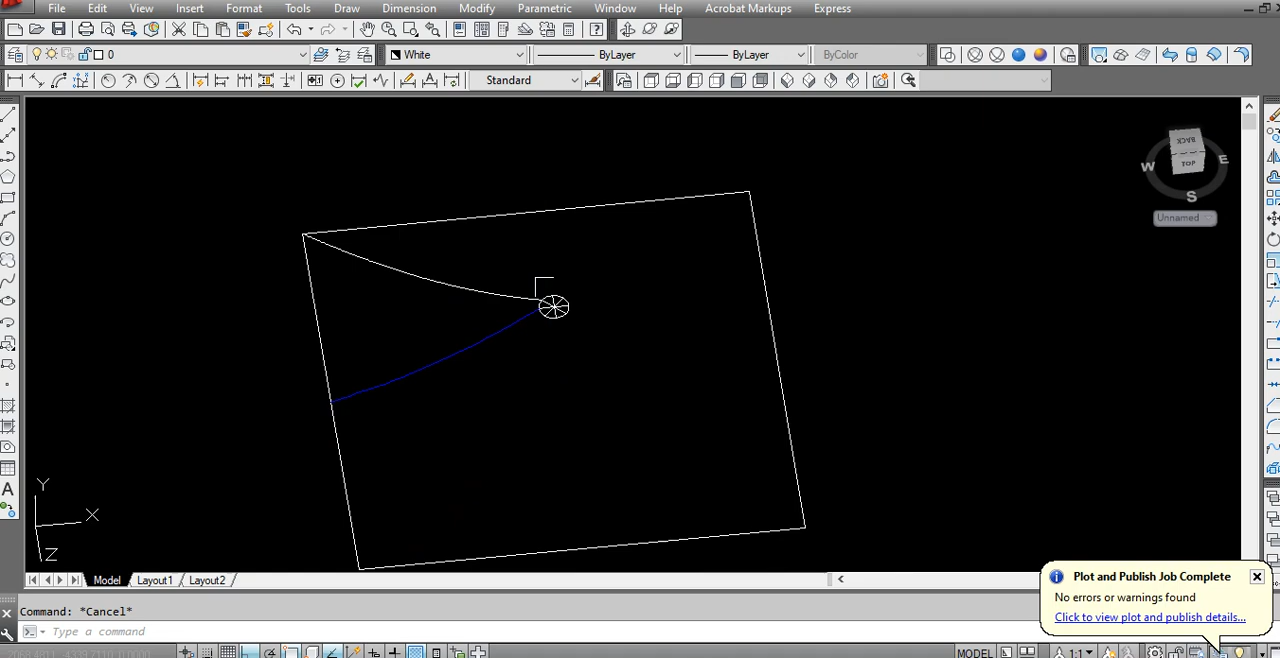 File Edit View Insert Format Tools Draw Dimension Modify Parametric Window Help Acrobat Markups Express
0 White ByLayer ByLayer ByColor
Standard
BACK
TOP
W E
S
Unnamed
Y
X
Z
Model Layout1 Layout2
Plot and Publish Job Complete
No errors or warnings found
Click to view plot and publish details...
Command: *Cancel*
Type a command
MODEL 1:1